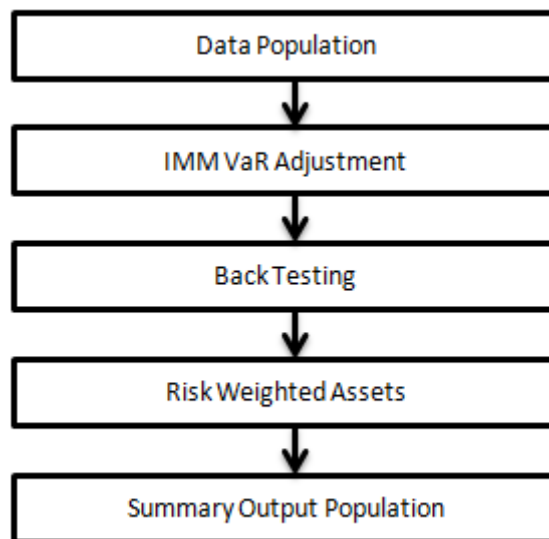 Data Population
IMM VaR Adjustment
Back Testing
Risk Weighted Assets
Summary Output Population